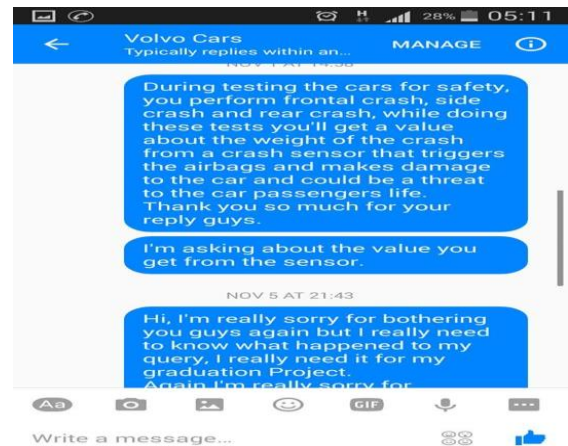 28% 05:11
Volvo Cars
Typically replies within an...
MANAGE
NOV 1 AT 14:38
During testing the cars for safety,
you perform frontal crash, side
crash and rear crash, while doing
these tests you'll get a value
about the weight of the crash
from a crash sensor that triggers
the airbags and makes damage
to the car and could be a threat
to the car passengers life.
Thank you so much for your
reply guys.
I'm asking about the value you
get from the sensor.
NOV 5 AT 21:43
Hi, I'm really sorry for bothering
you guys again but I really need
to know what happened to my
query, I really need it for my
graduation Project.
Again I'm really sorry for
Aa
GIF
Write a message...